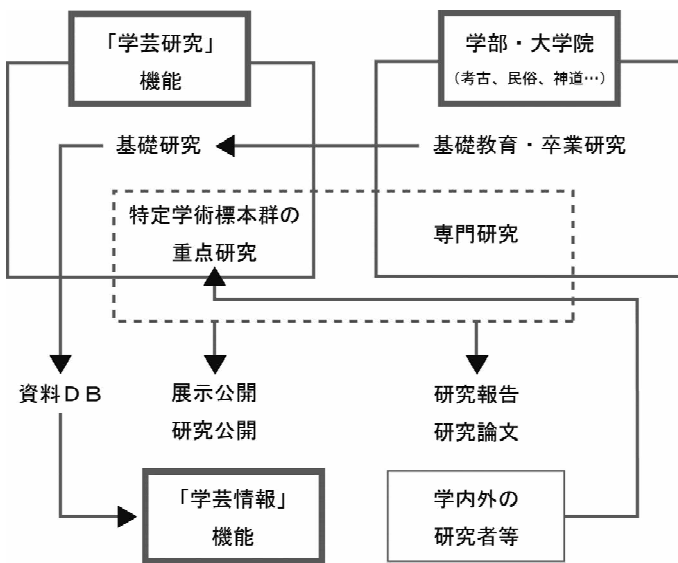 「学芸研究」
機能
学部・大学院
（考古、民俗、神道…）
基礎研究
基礎教育・卒業研究
特定学術標本群の
重点研究
専門研究
資料ＤＢ
展示公開
研究公開
研究報告
研究論文
「学芸情報」
機能
学内外の
研究者等